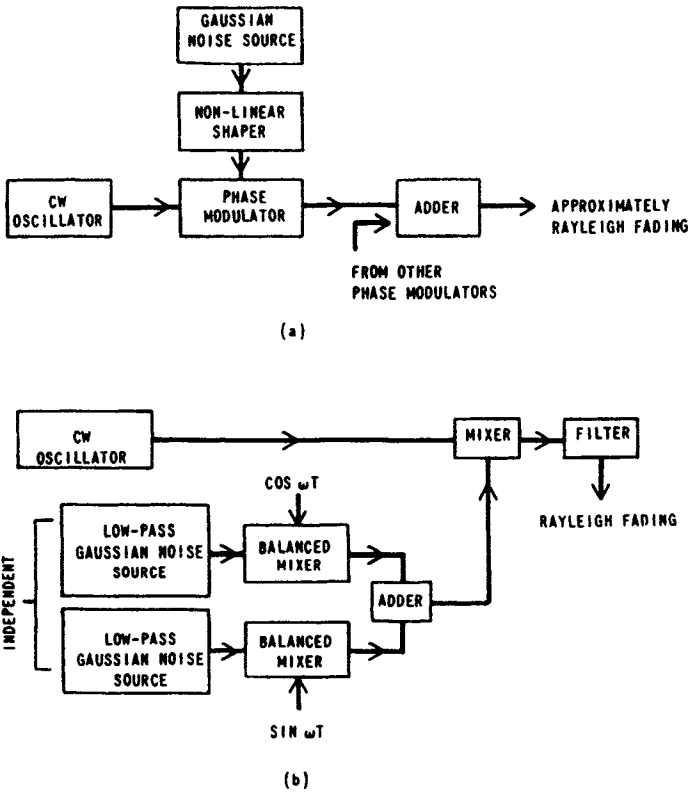 GAUSSIAN
NOISE SOURCE
NON-LINEAR
SHAPER
CW
OSCILLATOR
PHASE
MODULATOR
ADDER
APPROXIMATELY
RAYLEIGH FADING
FROM OTHER
PHASE MODULATORS
(a)
CW
OSCILLATOR
MIXER
FILTER
COS ωT
RAYLEIGH FADING
INDEPENDENT
LOW-PASS
GAUSSIAN NOISE
SOURCE
BALANCED
MIXER
ADDER
LOW-PASS
GAUSSIAN NOISE
SOURCE
BALANCED
MIXER
SIN ωT
(b)